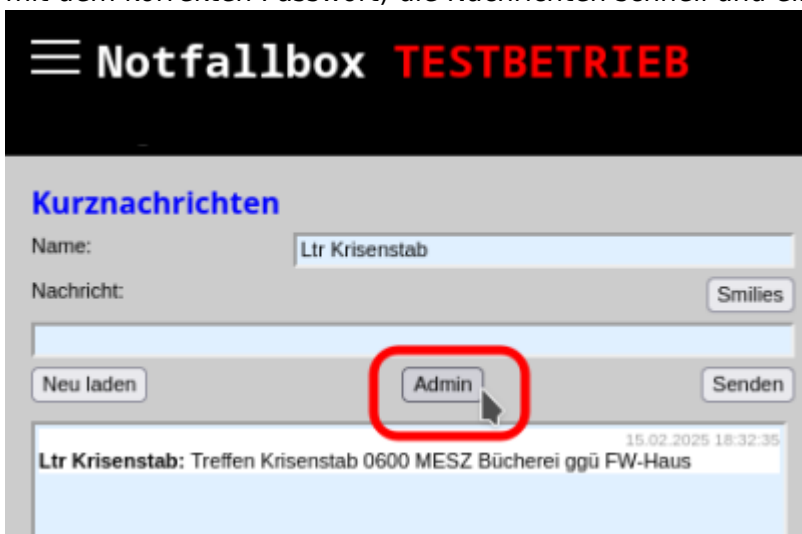 Notfallbox TESTBETRIEB
Kurznachrichten
Name: Ltr Krisenstab
Nachricht: Smilies
Neu laden Admin Senden
15.02.2025 18:32:35
Ltr Krisenstab: Treffen Krisenstab 0600 MESZ Bücherei ggü FW-Haus